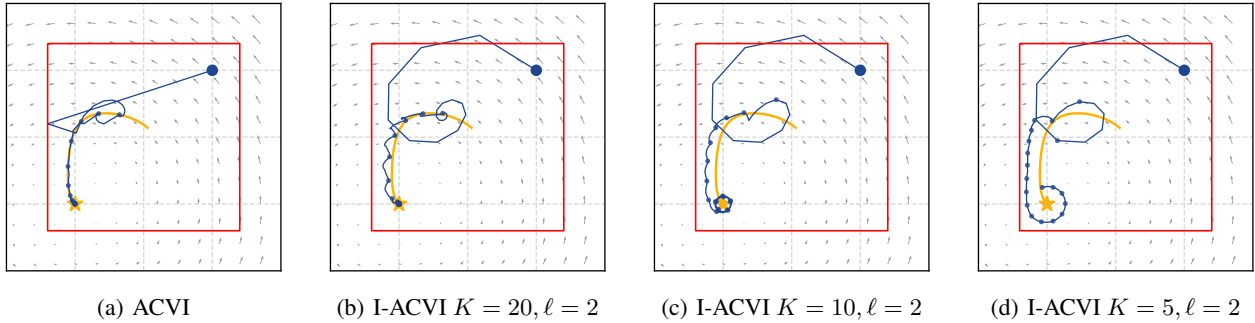 (a) ACVI
(b) I-ACVI K = 20, ℓ = 2
(c) I-ACVI K = 10, ℓ = 2
(d) I-ACVI K = 5, ℓ = 2